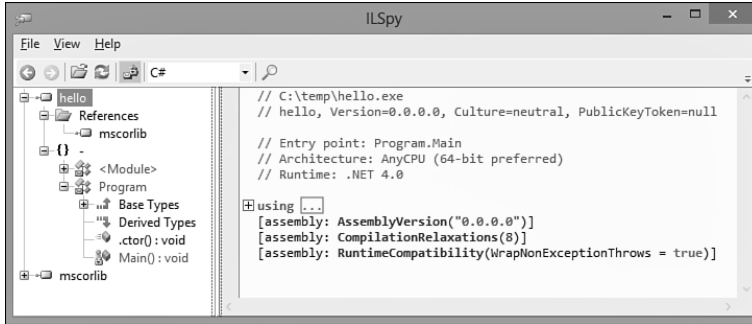 ILSpy
File View Help
C#
hello
References
mscorlib
{} -
<Module>
Program
Base Types
Derived Types
.ctor() : void
Main() : void
mscorlib
// C:\temp\hello.exe
// hello, Version=0.0.0.0, Culture=neutral, PublicKeyToken=null
// Entry point: Program.Main
// Architecture: AnyCPU (64-bit preferred)
// Runtime: .NET 4.0
using ...
[assembly: AssemblyVersion("0.0.0.0")]
[assembly: CompilationRelaxations(8)]
[assembly: RuntimeCompatibility(WrapNonExceptionThrows = true)]